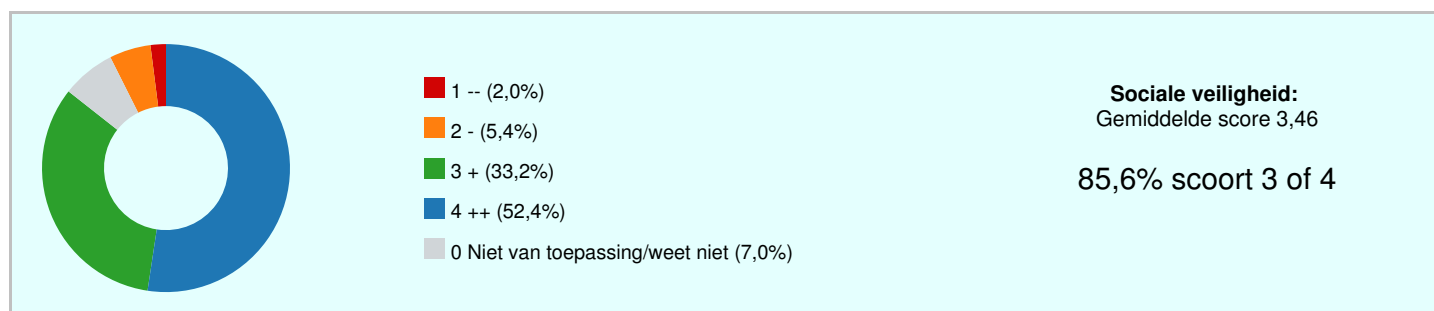 1 -- (2,0%)
2 - (5,4%)
3 + (33,2%)
4 ++ (52,4%)
0 Niet van toepassing/weet niet (7,0%)
Sociale veiligheid:
Gemiddelde score 3,46
85,6% scoort 3 of 4